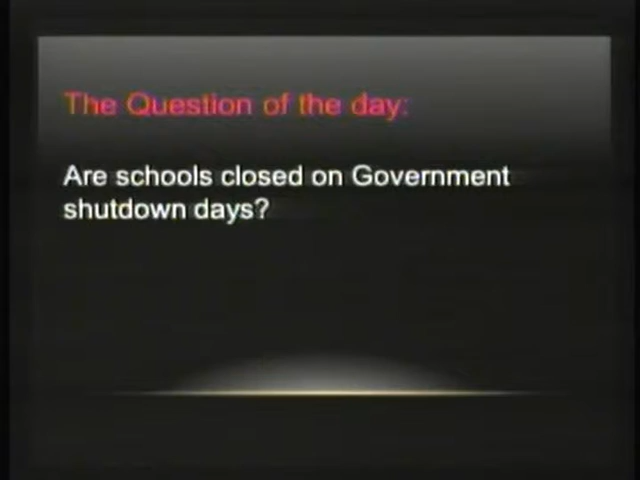 The Question of the day:
Are schools closed on Government
shutdown days?